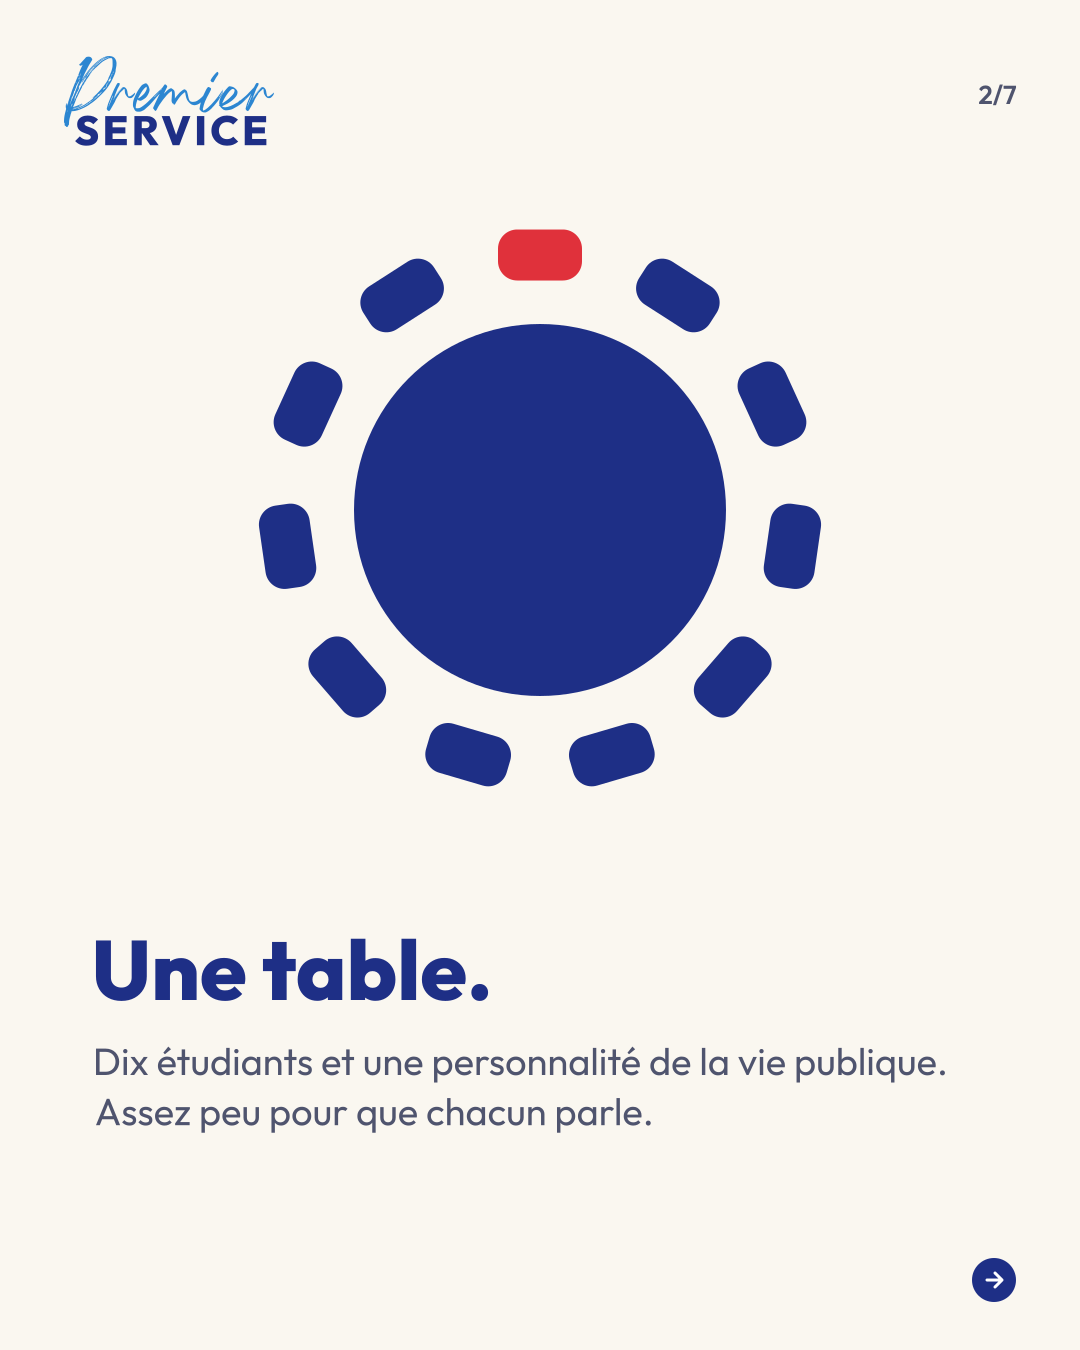 Premier
SERVICE
2/7
Une table.
Dix étudiants et une personnalité de la vie publique.
Assez peu pour que chacun parle.